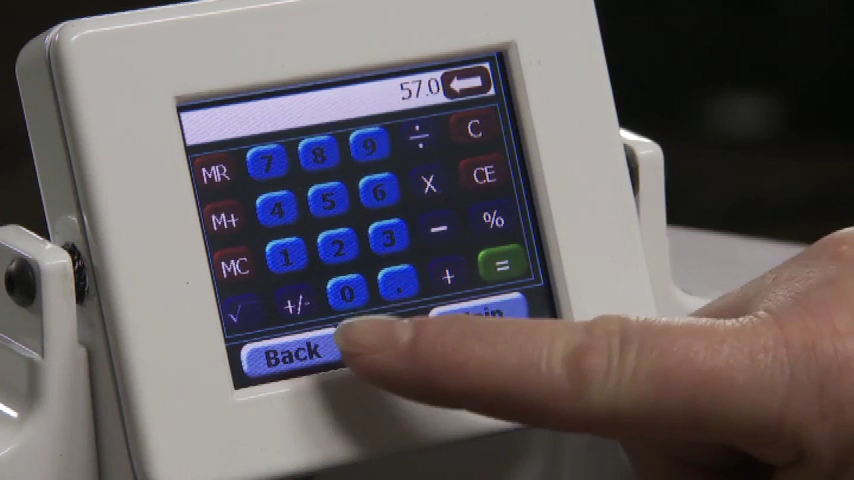 57.0
MR 7 8 9 ÷ C
M+ 4 5 6 X CE
MC 1 2 3 − %
√ +/- 0 . + =
Back